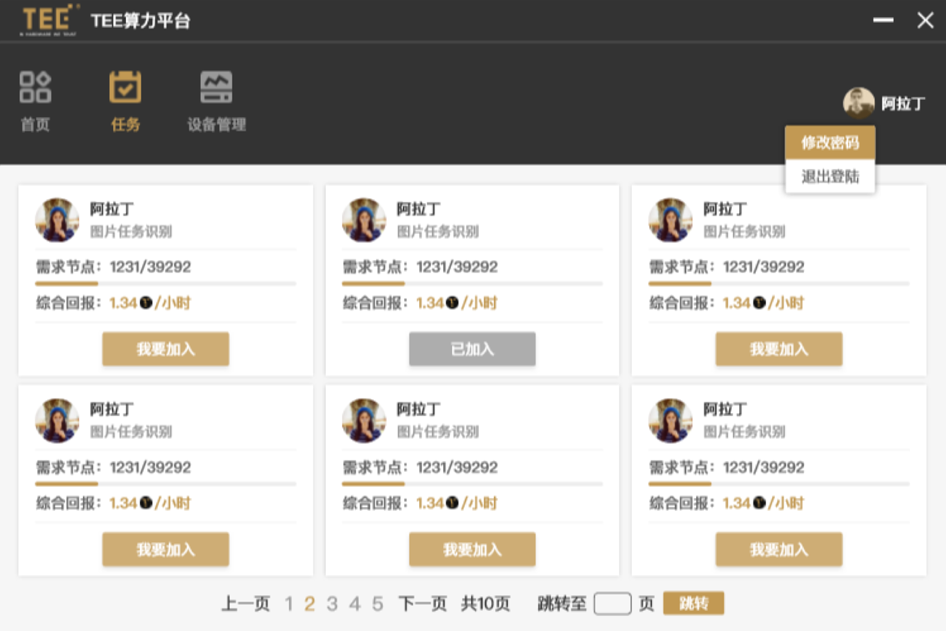 TEE TEE算力平台
首页 任务 设备管理
阿拉丁
修改密码
退出登陆
阿拉丁
图片任务识别
需求节点：1231/39292
综合回报：1.34/小时
我要加入
阿拉丁
图片任务识别
需求节点：1231/39292
综合回报：1.34/小时
已加入
阿拉丁
图片任务识别
需求节点：1231/39292
综合回报：1.34/小时
我要加入
阿拉丁
图片任务识别
需求节点：1231/39292
综合回报：1.34/小时
我要加入
阿拉丁
图片任务识别
需求节点：1231/39292
综合回报：1.34/小时
我要加入
阿拉丁
图片任务识别
需求节点：1231/39292
综合回报：1.34/小时
我要加入
上一页 1 2 3 4 5 下一页 共10页 跳转至 页 跳转